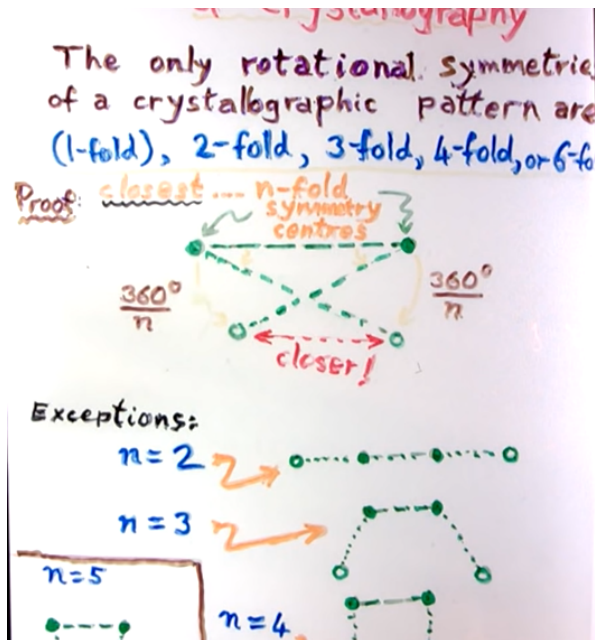 crystallography
The only rotational symmetrie
of a crystallographic pattern are
(1-fold), 2-fold, 3-fold, 4-fold, or 6-fo
Proof: closest .... n-fold
symmetry
centres
360°
n
360°
n
closer!
Exceptions:
n=2
n=3
n=5
n=4